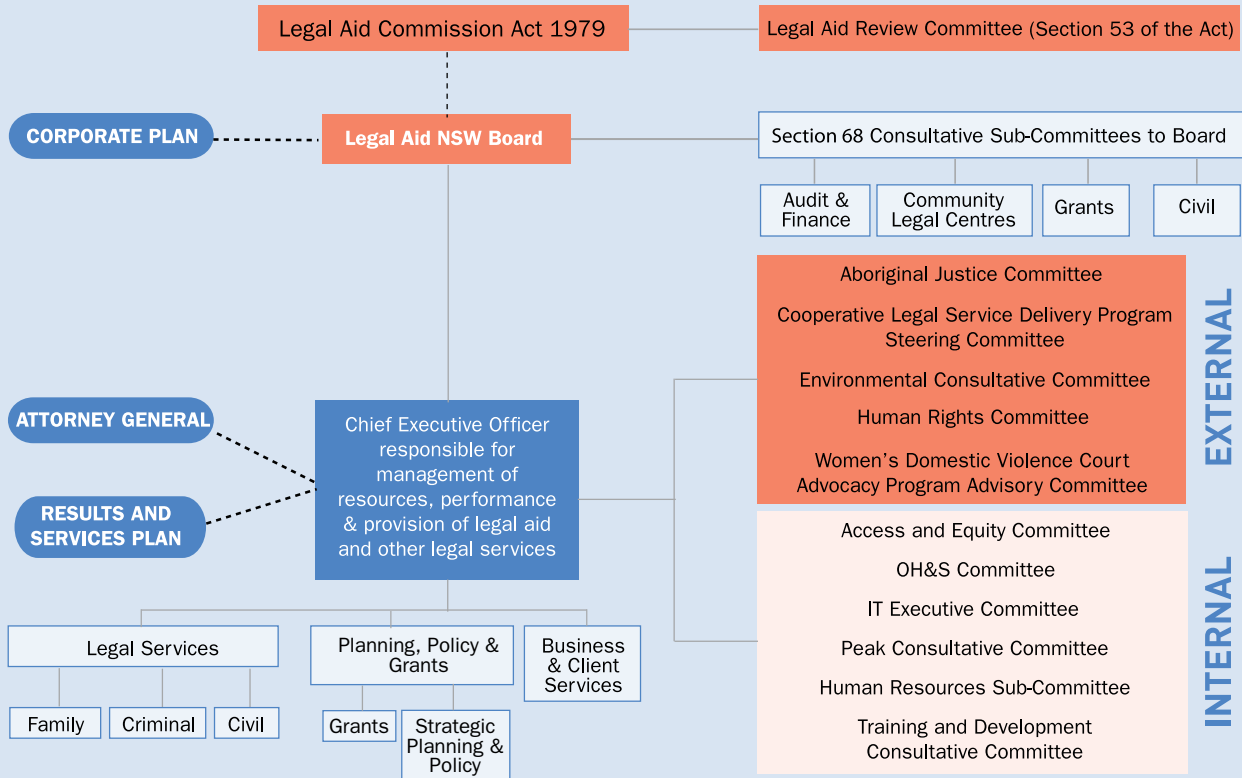 Legal Aid Commission Act 1979
Legal Aid Review Committee (Section 53 of the Act)
CORPORATE PLAN
Legal Aid NSW Board
Section 68 Consultative Sub-Committees to Board
Audit &
Finance
Community
Legal Centres
Grants
Civil
Aboriginal Justice Committee
Cooperative Legal Service Delivery Program
Steering Committee
Environmental Consultative Committee
Human Rights Committee
Women's Domestic Violence Court
Advocacy Program Advisory Committee
EXTERNAL
ATTORNEY GENERAL
RESULTS AND
SERVICES PLAN
Chief Executive Officer
responsible for
management of
resources, performance
& provision of legal aid
and other legal services
Access and Equity Committee
OH&S Committee
IT Executive Committee
Peak Consultative Committee
Human Resources Sub-Committee
Training and Development
Consultative Committee
INTERNAL
Legal Services
Family
Criminal
Civil
Planning, Policy &
Grants
Grants
Strategic
Planning &
Policy
Business
& Client
Services